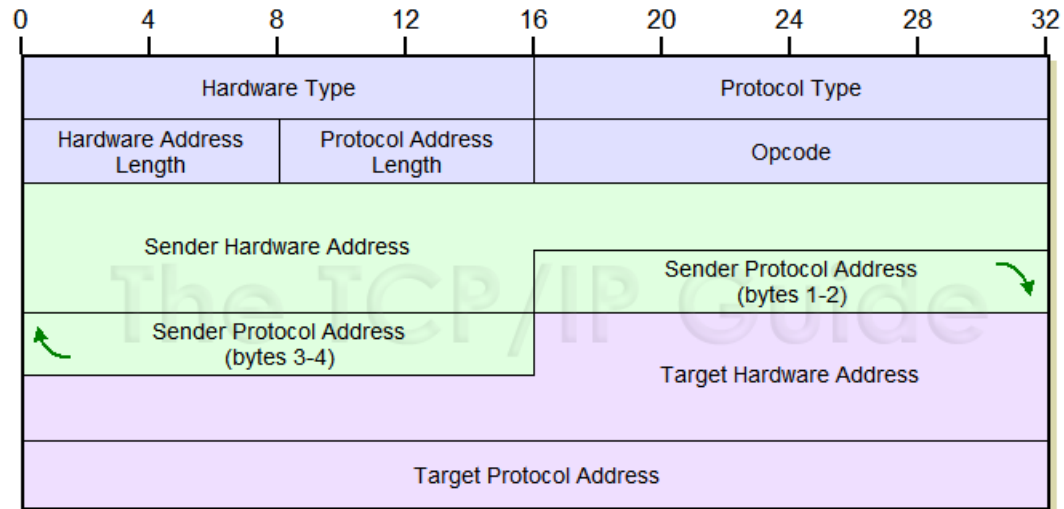 0 4 8 12 16 20 24 28 32
Hardware Type
Protocol Type
Hardware Address
Length
Protocol Address
Length
Opcode
Sender Hardware Address
Sender Protocol Address
(bytes 1-2)
The TCP/IP Guide
Sender Protocol Address
(bytes 3-4)
Target Hardware Address
Target Protocol Address